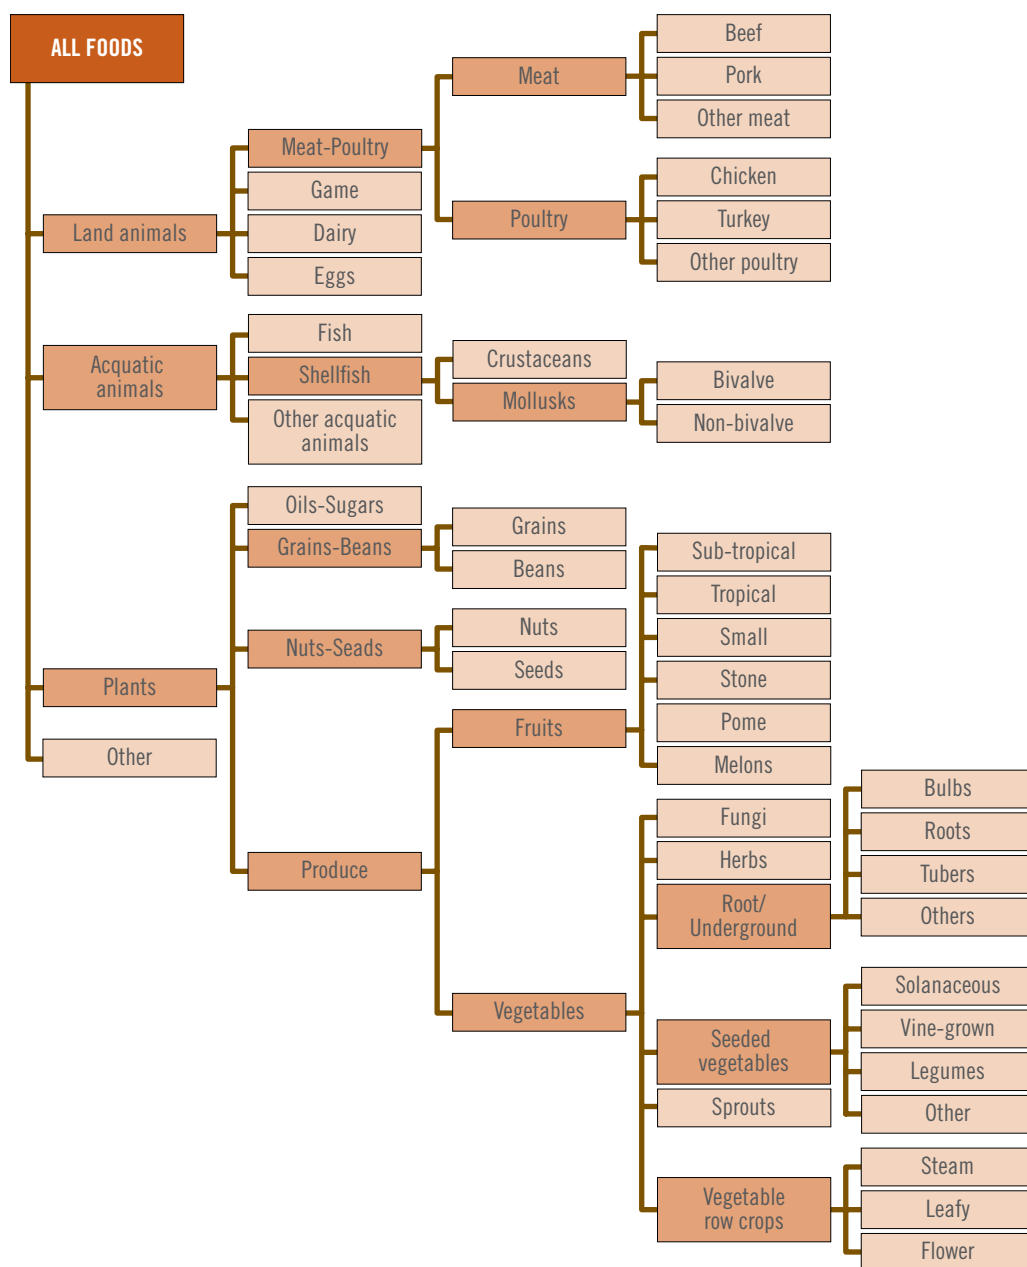 ALL FOODS
Land animals
Meat-Poultry
Meat
Beef
Pork
Other meat
Poultry
Chicken
Turkey
Other poultry
Game
Dairy
Eggs
Acquatic
animals
Fish
Shellfish
Crustaceans
Mollusks
Bivalve
Non-bivalve
Other acquatic
animals
Plants
Oils-Sugars
Grains-Beans
Grains
Beans
Nuts-Seads
Nuts
Seeds
Produce
Fruits
Sub-tropical
Tropical
Small
Stone
Pome
Melons
Vegetables
Fungi
Herbs
Root/
Underground
Bulbs
Roots
Tubers
Others
Seeded
vegetables
Solanaceous
Vine-grown
Legumes
Other
Sprouts
Vegetable
row crops
Steam
Leafy
Flower
Other